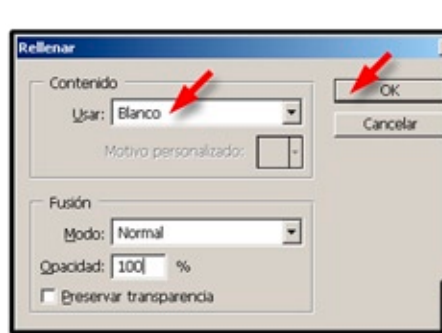 Rellenar
Contenido
Usar: Blanco
Motivo personalizado:
OK
Cancelar
Fusión
Modo: Normal
Opacidad: 100 %
Preservar transparencia